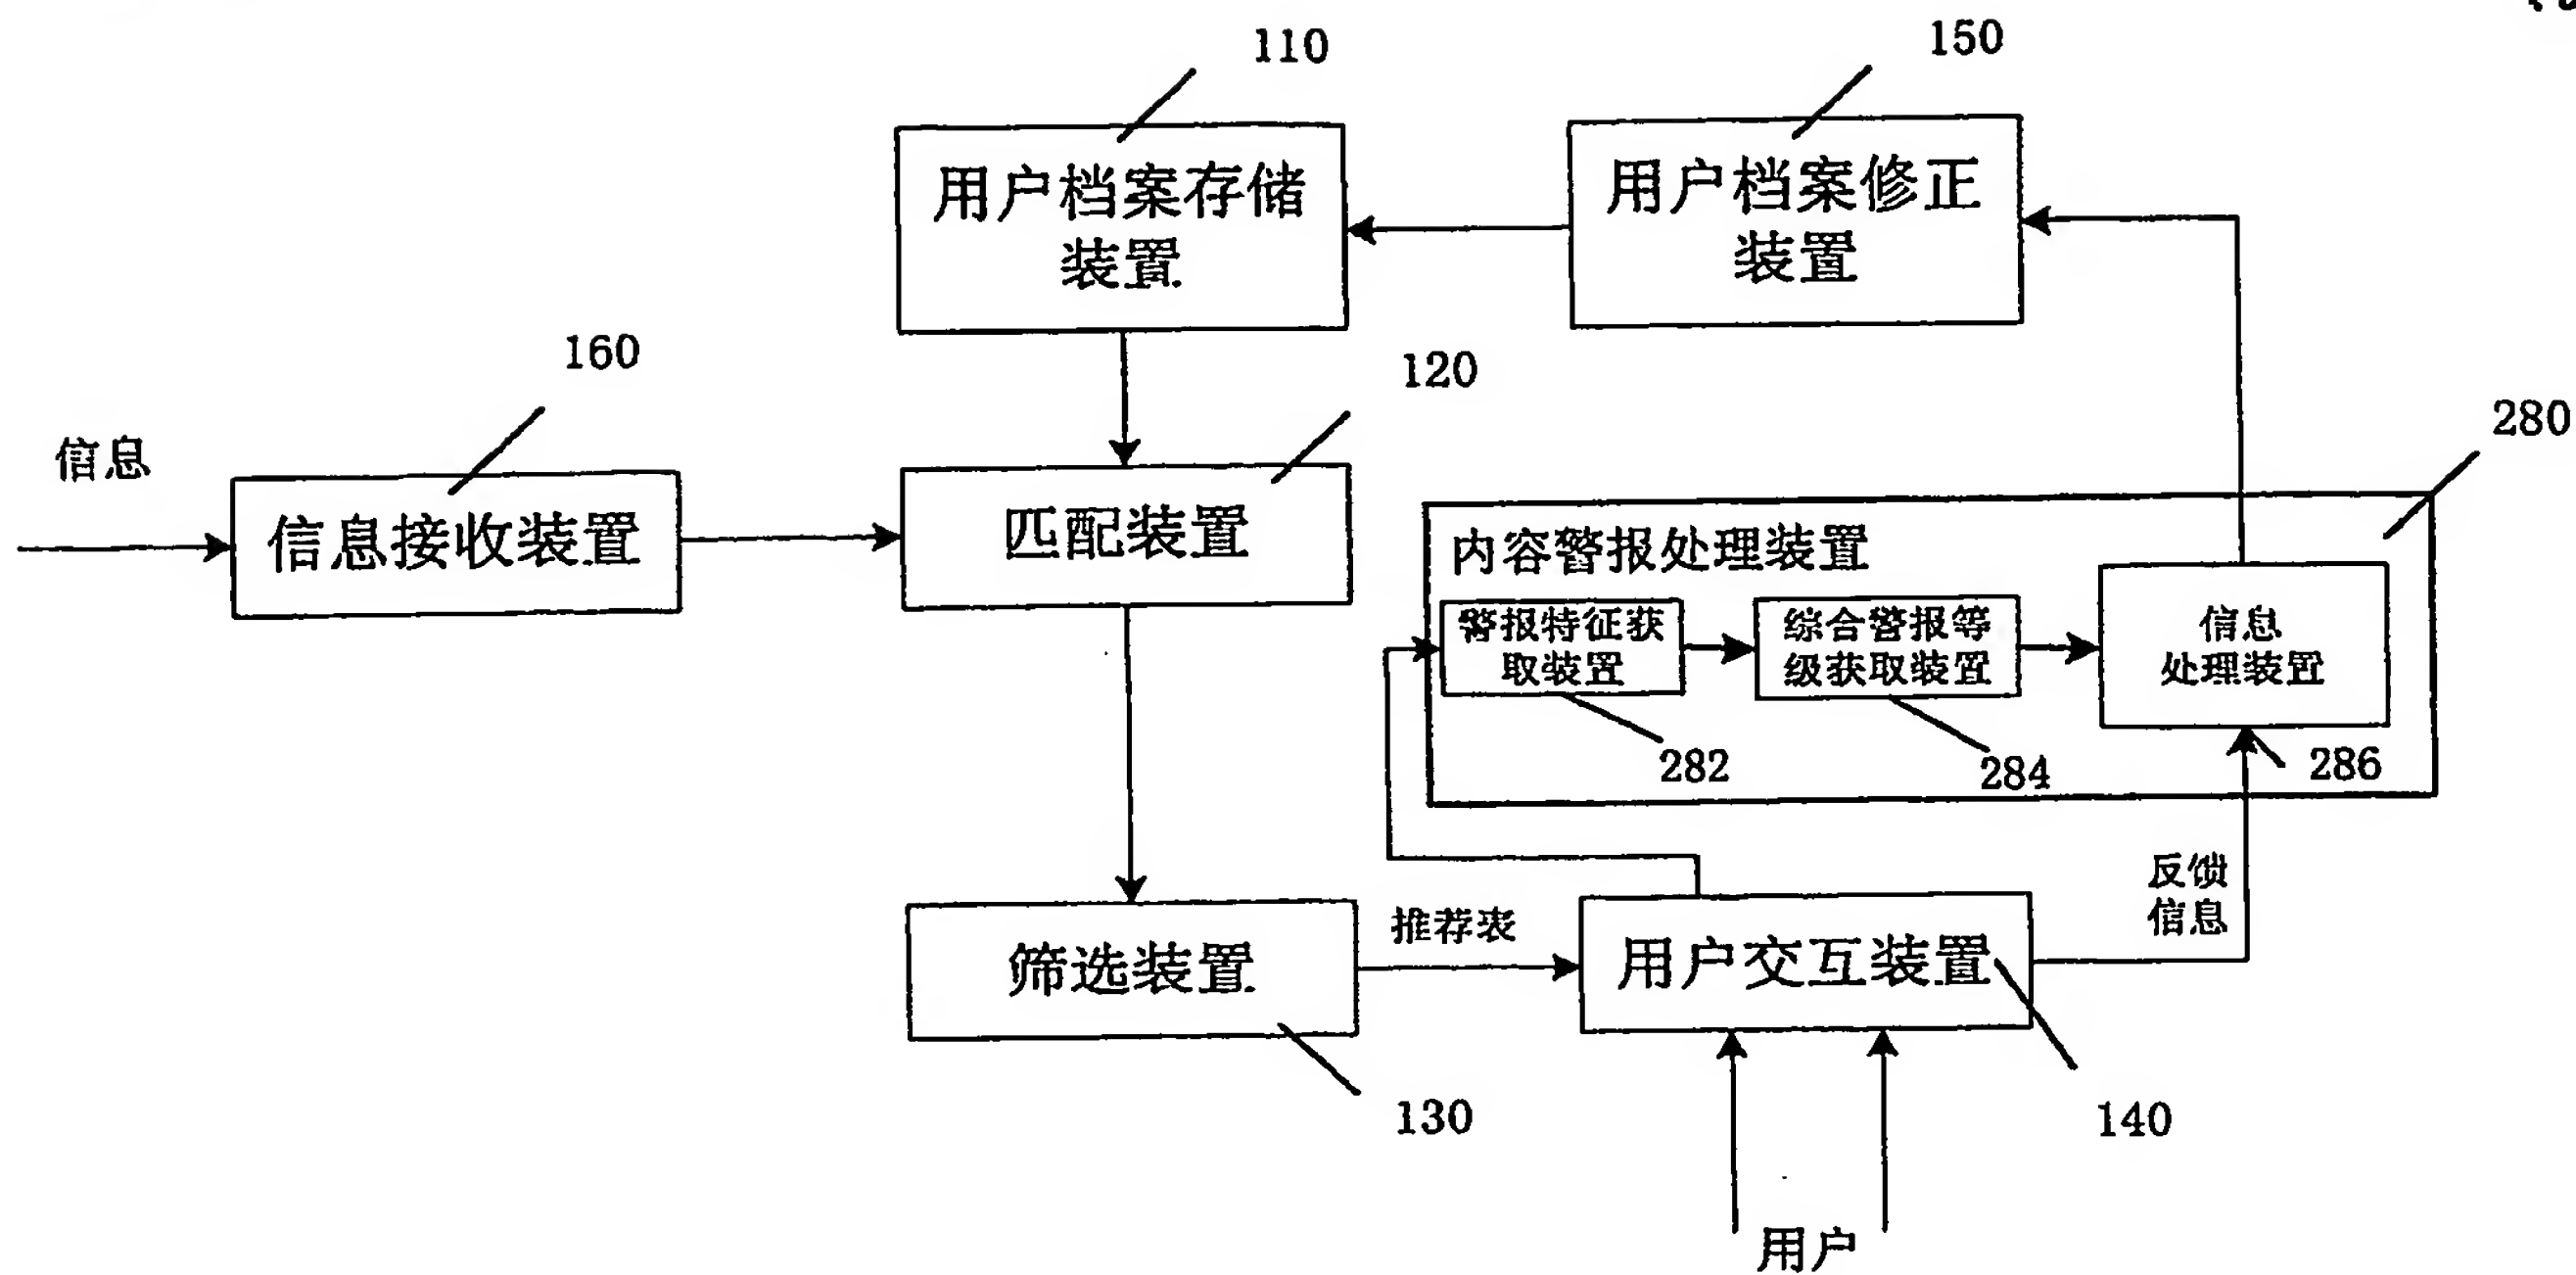 110
150
用户档案存储
装置
用户档案修正
装置
160
120
280
信息
信息接收装置
匹配装置
内容警报处理装置
警报特征获
取装置
综合警报等
级获取装置
信息
处理装置
282
284
286
反馈
信息
推荐表
筛选装置
用户交互装置
130
140
用户